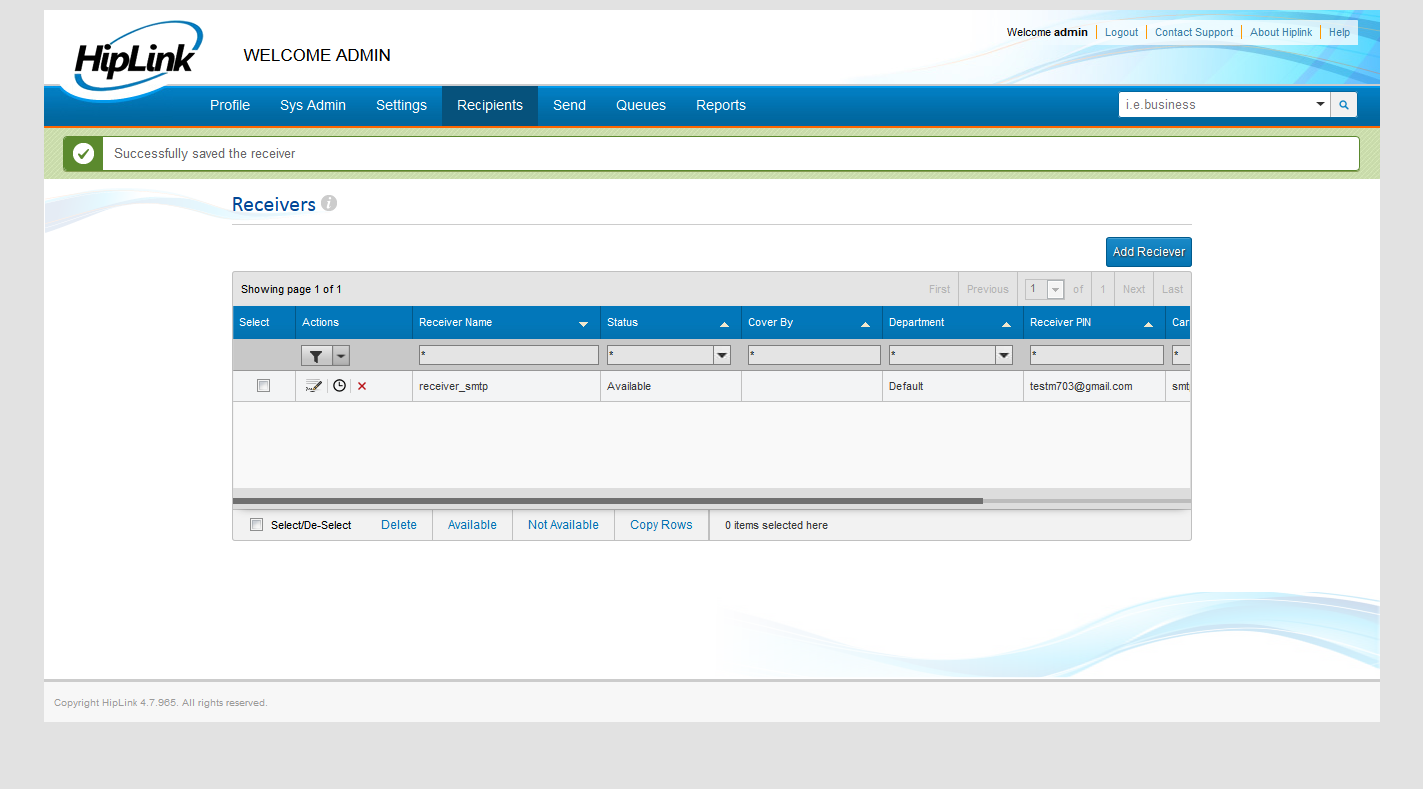 HipLink
WELCOME ADMIN
Welcome admin Logout Contact Support About Hiplink Help
Profile Sys Admin Settings Recipients Send Queues Reports i.e.business
Successfully saved the receiver
Receivers i
Add Reciever
Showing page 1 of 1 First Previous 1 of 1 Next Last
Select Actions Receiver Name Status Cover By Department Receiver PIN Car
* * * * * *
receiver_smtp Available Default testm703@gmail.com smt
Select/De-Select Delete Available Not Available Copy Rows 0 items selected here
Copyright HipLink 4.7.965. All rights reserved.